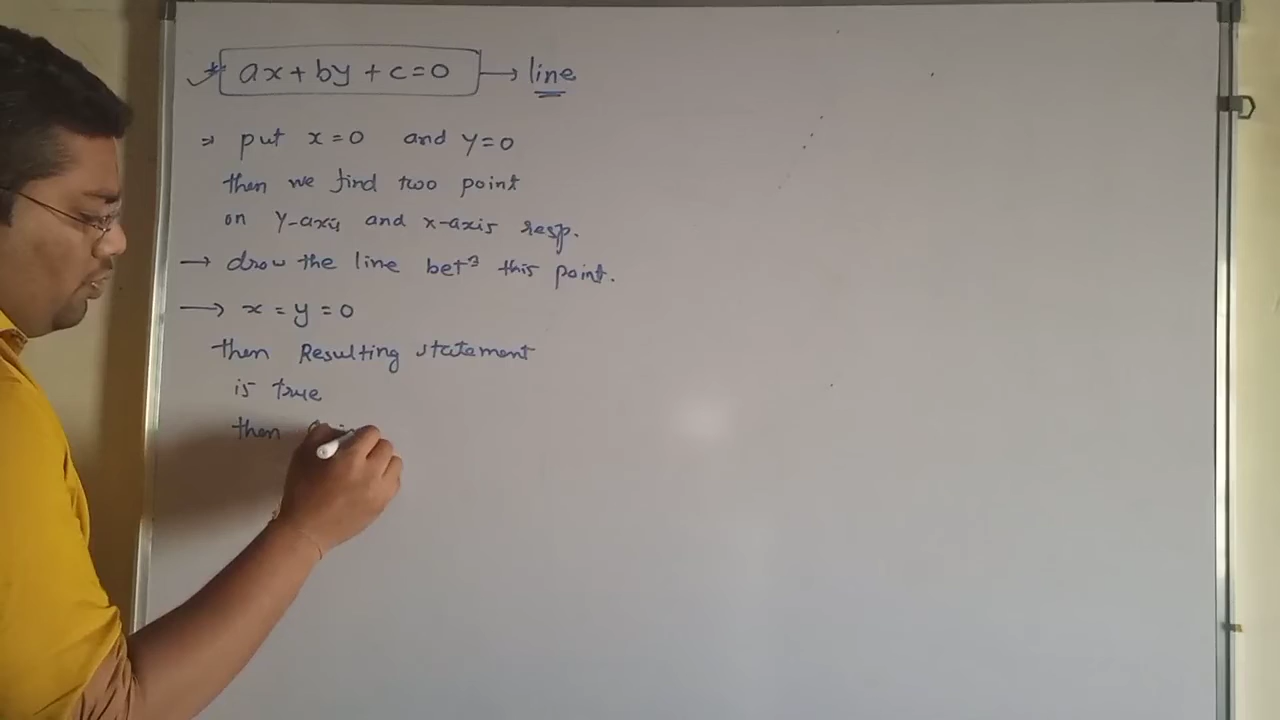 * ax + by + c = 0 → line
⇒ put x = 0 and y = 0
then we find two point
on y-axis and x-axis resp.
→ drow the line betⁿ this point.
→ x = y = 0
then Resulting statement
is true
then